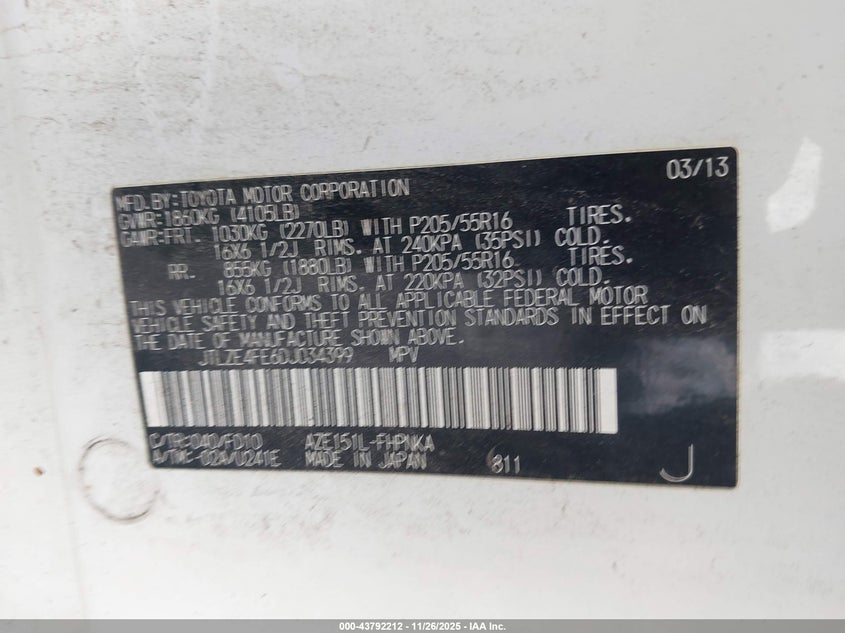 03/13
MFD.BY:TOYOTA MOTOR CORPORATION
GVWR:1860KG (4105LB)
GAWR:FRT. 1030KG (2270LB) WITH P205/55R16 TIRES.
16X6 1/2J RIMS. AT 240KPA (35PSI) COLD.
RR. 855KG (1880LB) WITH P205/55R16 TIRES.
16X6 1/2J RIMS. AT 220KPA (32PSI) COLD.
THIS VEHICLE CONFORMS TO ALL APPLICABLE FEDERAL MOTOR
VEHICLE SAFETY AND THEFT PREVENTION STANDARDS IN EFFECT ON
THE DATE OF MANUFACTURE SHOWN ABOVE.
JTLZE4FE6DJ034399 MPV
C/TR:040/FD10 AZE151L-FHPNKA
A/TM:-02A/U241E MADE IN JAPAN 811 J
000-43792212 - 11/26/2025 - IAA Inc.